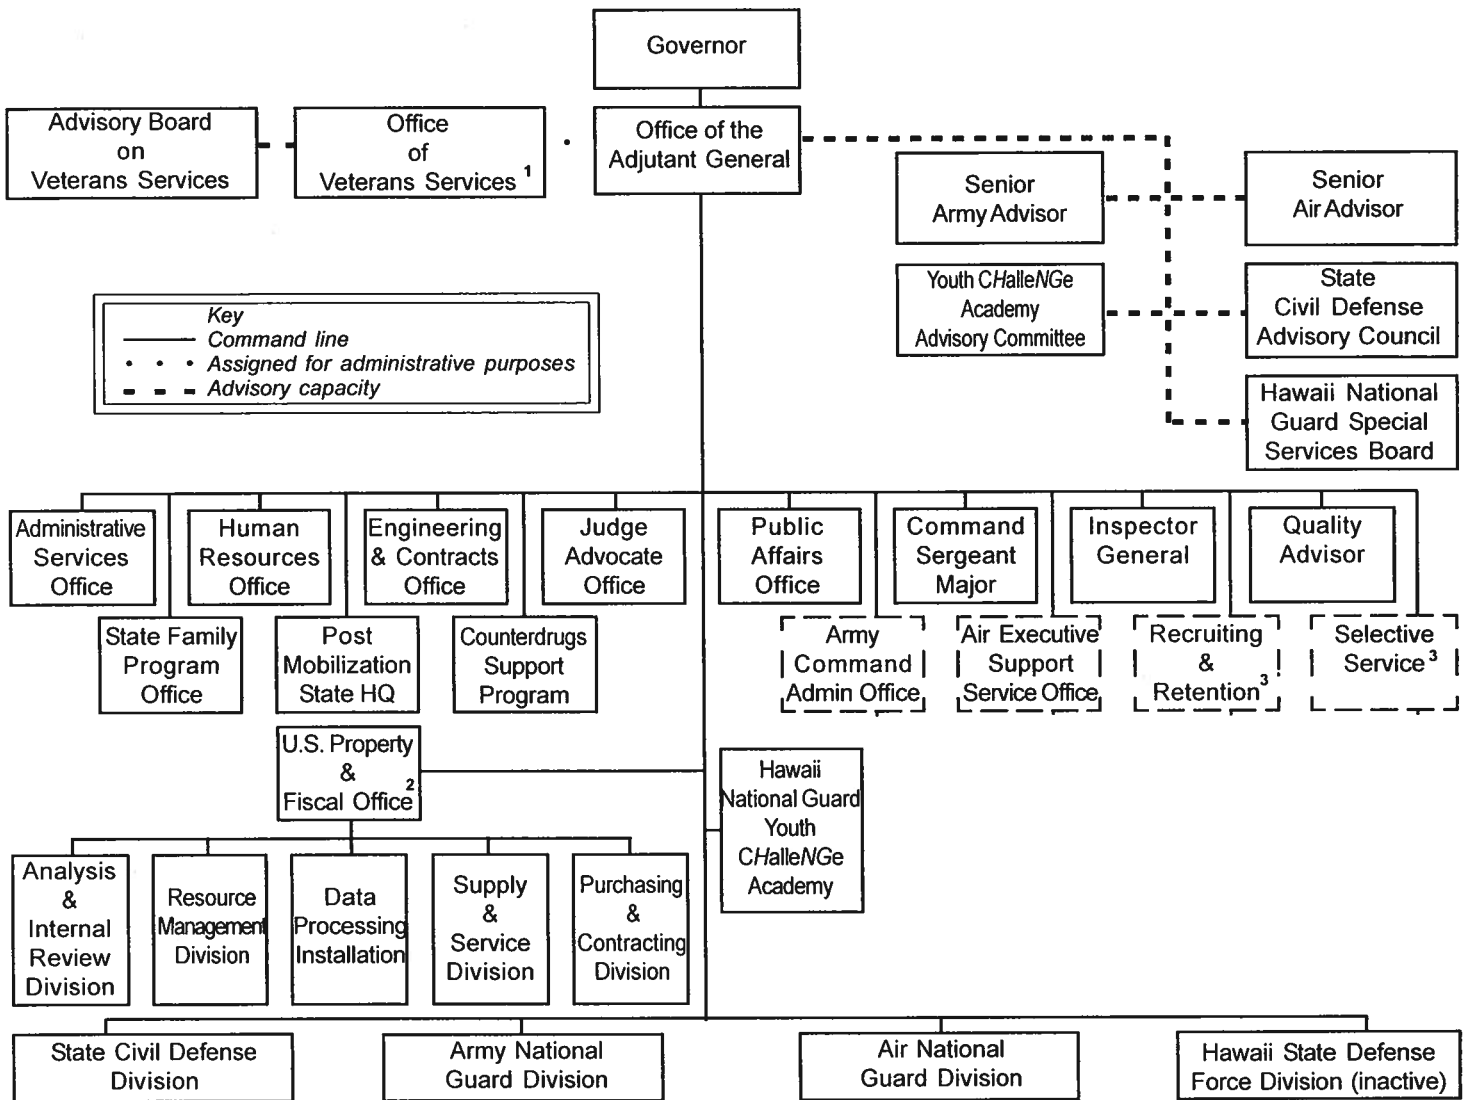 Governor
Advisory Board
on
Veterans Services
Office
of
Veterans Services 1
Office of the
Adjutant General
Senior
Army Advisor
Senior
Air Advisor
Youth CHalleNGe
Academy
Advisory Committee
State
Civil Defense
Advisory Council
Hawaii National
Guard Special
Services Board
Key
Command line
Assigned for administrative purposes
Advisory capacity
Administrative
Services
Office
Human
Resources
Office
Engineering
& Contracts
Office
Judge
Advocate
Office
Public
Affairs
Office
Command
Sergeant
Major
Inspector
General
Quality
Advisor
State Family
Program
Office
Post
Mobilization
State HQ
Counterdrugs
Support
Program
Army
Command
Admin Office
Air Executive
Support
Service Office
Recruiting
&
Retention 3
Selective
Service 3
U.S. Property
&
Fiscal Office 2
Hawaii
National Guard
Youth
CHalleNGe
Academy
Analysis
&
Internal
Review
Division
Resource
Management
Division
Data
Processing
Installation
Supply
&
Service
Division
Purchasing
&
Contracting
Division
State Civil Defense
Division
Army National
Guard Division
Air National
Guard Division
Hawaii State Defense
Force Division (inactive)